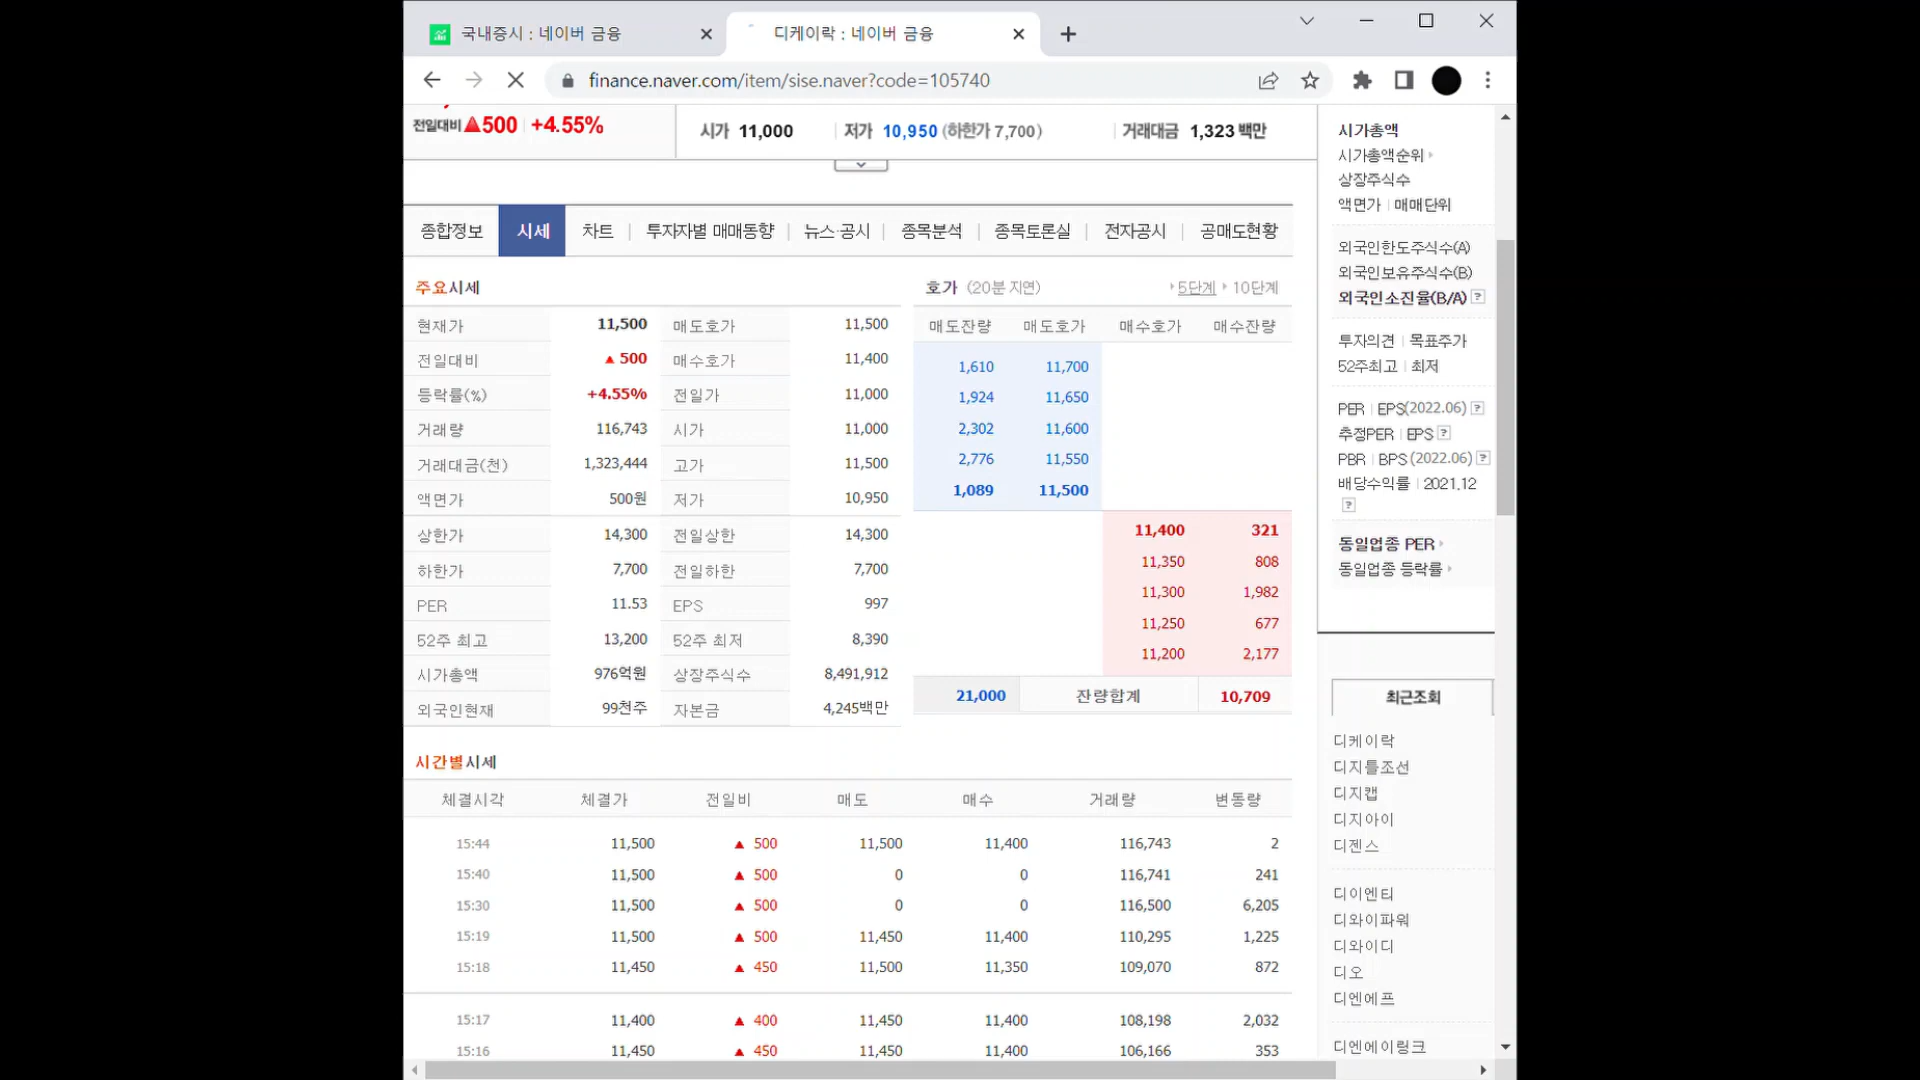 국내증시 : 네이버 금융
디케이락 : 네이버 금융
finance.naver.com/item/sise.naver?code=105740
전일대비 ▲500 +4.55%
시가 11,000 저가 10,950 (하한가 7,700) 거래대금 1,323 백만
종합정보 시세 차트 투자자별 매매동향 뉴스·공시 종목분석 종목토론실 전자공시 공매도현황
주요시세
현재가 11,500 매도호가 11,500
전일대비 ▲ 500 매수호가 11,400
등락률(%) +4.55% 전일가 11,000
거래량 116,743 시가 11,000
거래대금(천) 1,323,444 고가 11,500
액면가 500원 저가 10,950
상한가 14,300 전일상한 14,300
하한가 7,700 전일하한 7,700
PER 11.53 EPS 997
52주 최고 13,200 52주 최저 8,390
시가총액 976억원 상장주식수 8,491,912
외국인현재 99천주 자본금 4,245백만
호가 (20분 지연) 5단계 10단계
매도잔량 매도호가 매수호가 매수잔량
1,610 11,700
1,924 11,650
2,302 11,600
2,776 11,550
1,089 11,500
11,400 321
11,350 808
11,300 1,982
11,250 677
11,200 2,177
21,000 잔량합계 10,709
시간별시세
체결시각 체결가 전일비 매도 매수 거래량 변동량
15:44 11,500 ▲ 500 11,500 11,400 116,743 2
15:40 11,500 ▲ 500 0 0 116,741 241
15:30 11,500 ▲ 500 0 0 116,500 6,205
15:19 11,500 ▲ 500 11,450 11,400 110,295 1,225
15:18 11,450 ▲ 450 11,500 11,350 109,070 872
15:17 11,400 ▲ 400 11,450 11,400 108,198 2,032
15:16 11,450 ▲ 450 11,450 11,400 106,166 353
시가총액
시가총액순위
상장주식수
액면가 | 매매단위
외국인한도주식수(A)
외국인보유주식수(B)
외국인소진율(B/A) ?
투자의견 | 목표주가
52주최고 | 최저
PER | EPS(2022.06) ?
추정PER | EPS ?
PBR | BPS (2022.06) ?
배당수익률 | 2021.12
?
동일업종 PER
동일업종 등락률
최근조회
디케이락
디지틀조선
디지캡
디지아이
디젠스
디이엔티
디와이파워
디와이디
디오
디엔에프
디엔에이링크